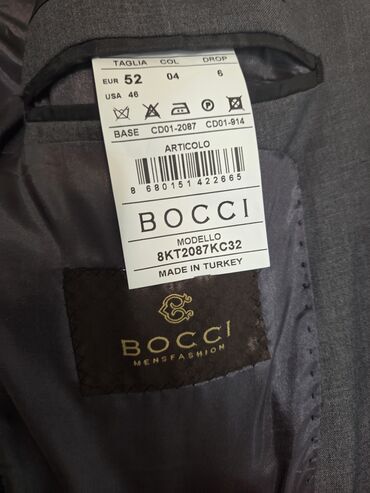 TAGLIA COL DROP
EUR 52 04 6
USA 46
BASE CD01-2087 CD01-914
ARTICOLO
8 680151 422665
BOCCI
MODELLO
8KT2087KC32
MADE IN TURKEY
BOCCI
MENSFASHION